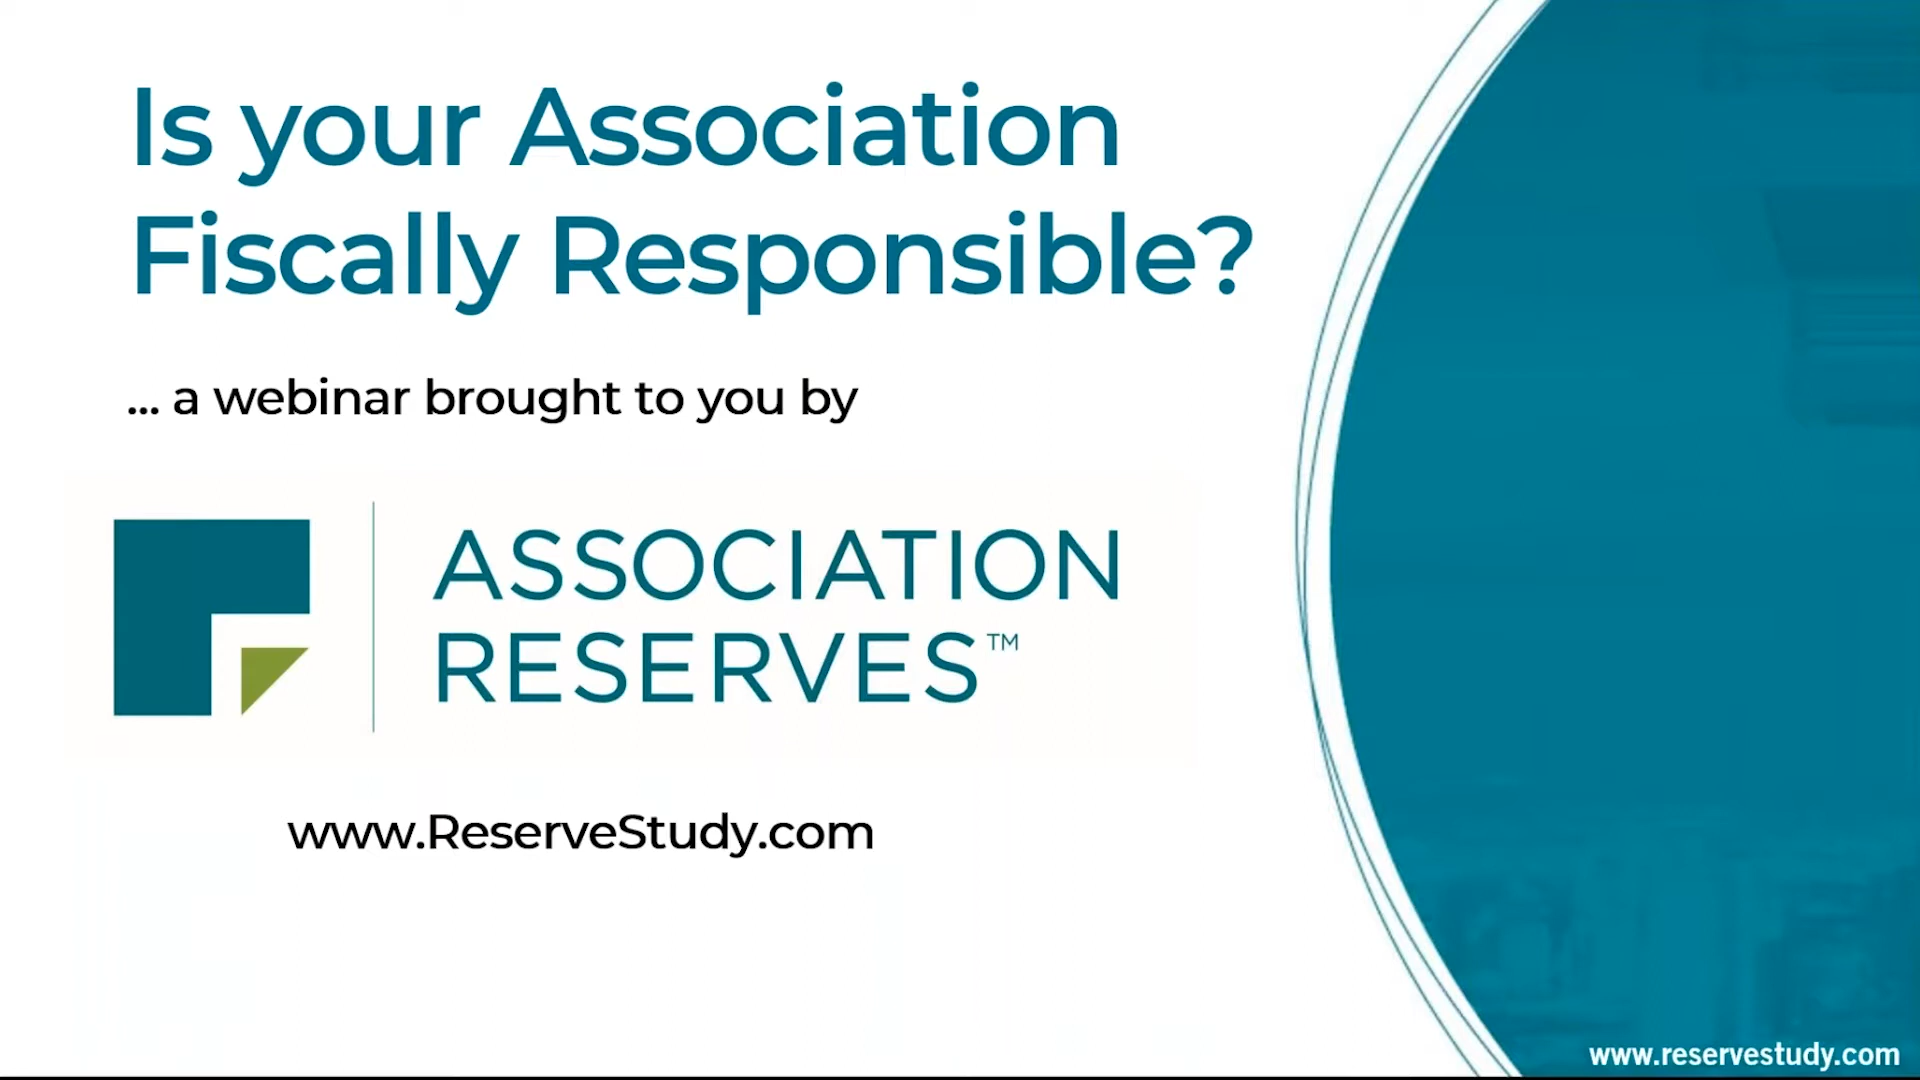 Is your Association
Fiscally Responsible?
... a webinar brought to you by
ASSOCIATION
RESERVES™
www.ReserveStudy.com
www.reservestudy.com